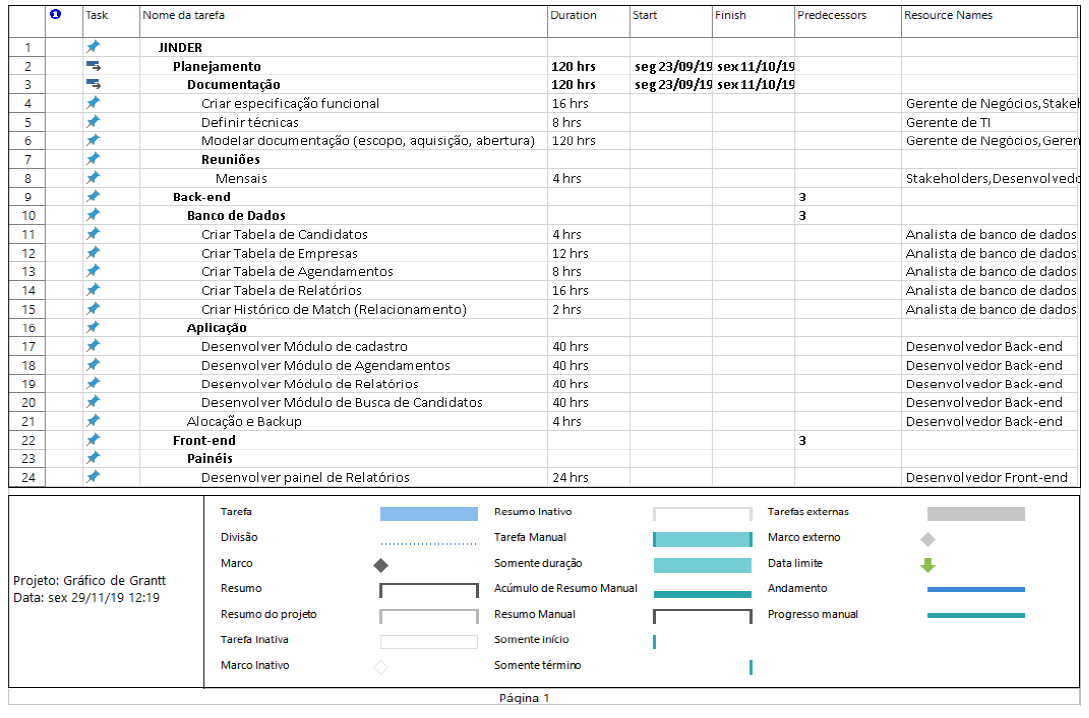 Task Nome da tarefa Duration Start Finish Predecessors Resource Names
1 JINDER
2 Planejamento 120 hrs seg 23/09/19 sex 11/10/19
3 Documentação 120 hrs seg 23/09/19 sex 11/10/19
4 Criar especificação funcional 16 hrs Gerente de Negócios,Stakeh
5 Definir técnicas 8 hrs Gerente de TI
6 Modelar documentação (escopo, aquisição, abertura) 120 hrs Gerente de Negócios,Geren
7 Reuniões
8 Mensais 4 hrs Stakeholders,Desenvolvedo
9 Back-end 3
10 Banco de Dados 3
11 Criar Tabela de Candidatos 4 hrs Analista de banco de dados
12 Criar Tabela de Empresas 12 hrs Analista de banco de dados
13 Criar Tabela de Agendamentos 8 hrs Analista de banco de dados
14 Criar Tabela de Relatórios 16 hrs Analista de banco de dados
15 Criar Histórico de Match (Relacionamento) 2 hrs Analista de banco de dados
16 Aplicação
17 Desenvolver Módulo de cadastro 40 hrs Desenvolvedor Back-end
18 Desenvolver Módulo de Agendamentos 40 hrs Desenvolvedor Back-end
19 Desenvolver Módulo de Relatórios 40 hrs Desenvolvedor Back-end
20 Desenvolver Módulo de Busca de Candidatos 40 hrs Desenvolvedor Back-end
21 Alocação e Backup 4 hrs Desenvolvedor Back-end
22 Front-end 3
23 Painéis
24 Desenvolver painel de Relatórios 24 hrs Desenvolvedor Front-end
Projeto: Gráfico de Grantt
Data: sex 29/11/19 12:19
Tarefa
Divisão
Marco
Resumo
Resumo do projeto
Tarefa Inativa
Marco Inativo
Resumo Inativo
Tarefa Manual
Somente duração
Acúmulo de Resumo Manual
Resumo Manual
Somente início
Somente término
Tarefas externas
Marco externo
Data limite
Andamento
Progresso manual
Página 1